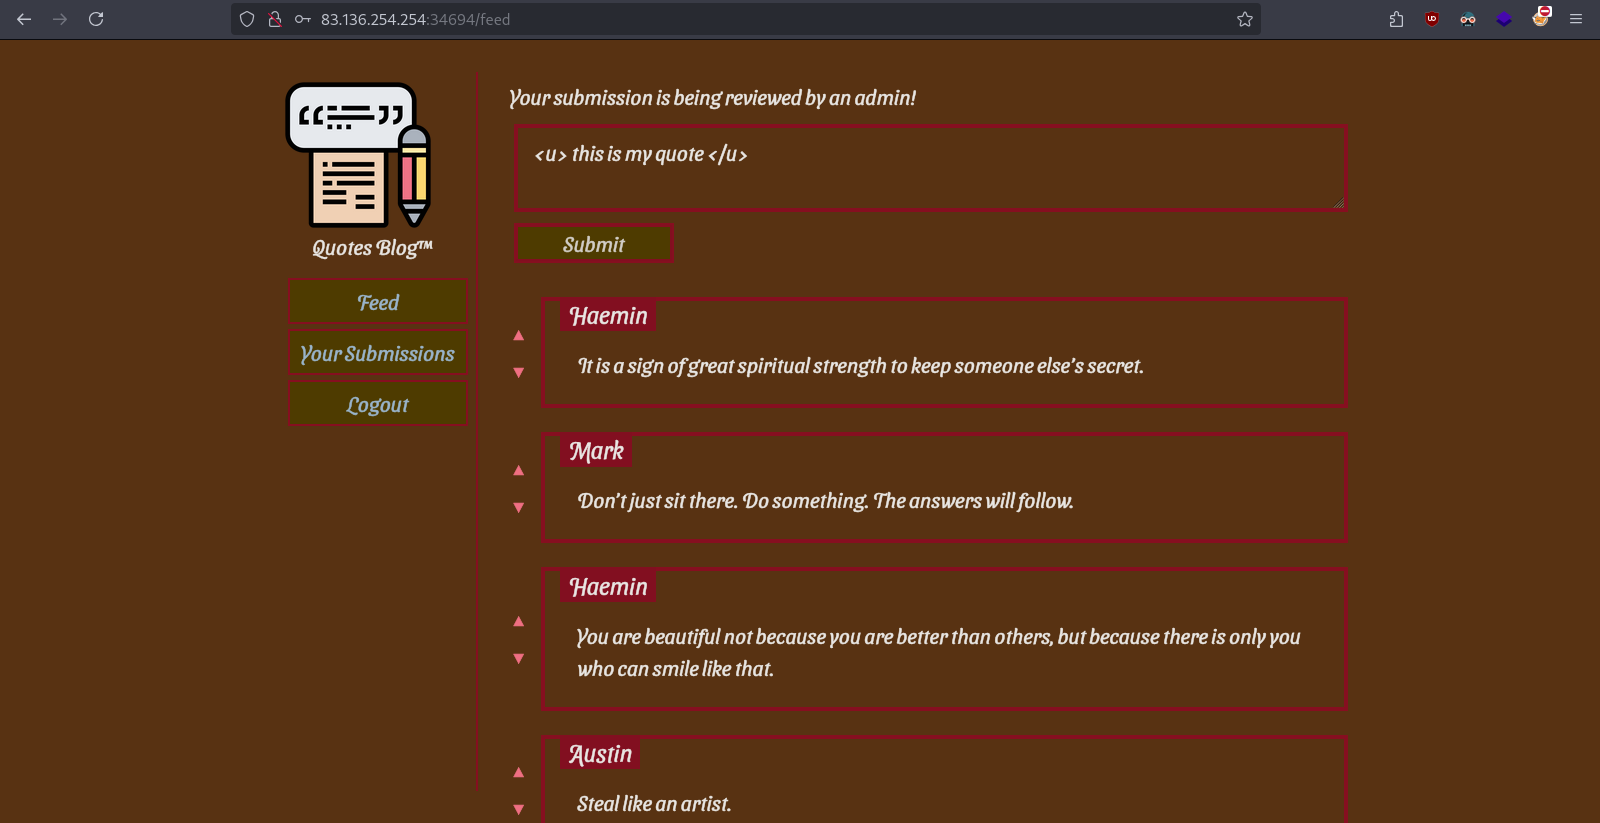 83.136.254.254:34694/feed
Your submission is being reviewed by an admin!
<u> this is my quote </u>
Submit
Quotes Blog™
Feed
Your Submissions
Logout
Haemin
It is a sign of great spiritual strength to keep someone else's secret.
Mark
Don't just sit there. Do something. The answers will follow.
Haemin
You are beautiful not because you are better than others, but because there is only you
who can smile like that.
Austin
Steal like an artist.